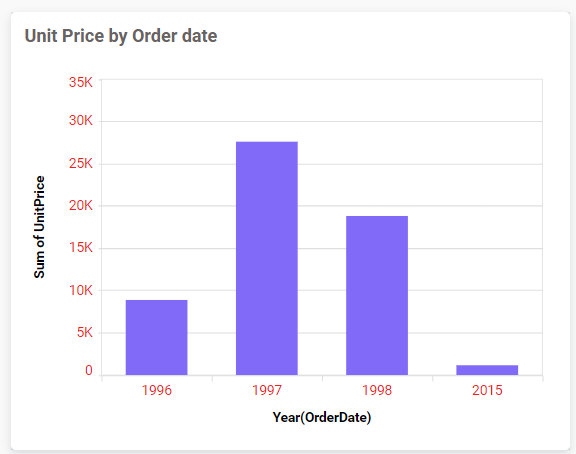 Unit Price by Order date
Sum of UnitPrice
35K
30K
25K
20K
15K
10K
5K
0
1996 1997 1998 2015
Year(OrderDate)